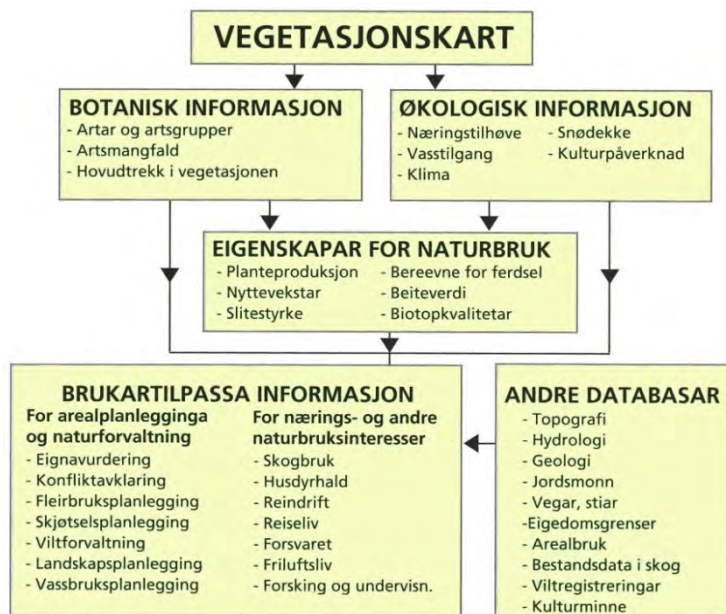 VEGETASJONSKART
BOTANISK INFORMASJON
- Artar og artsgrupper
- Artsmangfald
- Hovudtrekk i vegetasjonen
ØKOLOGISK INFORMASJON
- Næringstilhøve
- Vasstilgang
- Klima
- Snødekke
- Kulturpåverknad
EIGENSKAPAR FOR NATURBRUK
- Planteproduksjon
- Nyttevekstar
- Slitestyrke
- Bereevne for ferdsel
- Beiteverdi
- Biotopkvalitetar
BRUKARTILPASSA INFORMASJON
For arealplanlegginga
og naturforvaltning
- Eignavurdering
- Konfliktavklaring
- Fleirbruksplanlegging
- Skjøtselsplanlegging
- Viltforvaltning
- Landskapsplanlegging
- Vassbruksplanlegging
For nærings- og andre
naturbruksinteresser
- Skogbruk
- Husdyrhald
- Reindrift
- Reiseliv
- Forsvaret
- Friluftsliv
- Forsking og undervisn.
ANDRE DATABASAR
- Topografi
- Hydrologi
- Geologi
- Jordsmonn
- Vegar, stiar
-Eigedomsgrenser
- Arealbruk
- Bestandsdata i skog
- Viltregistreringar
- Kulturminne